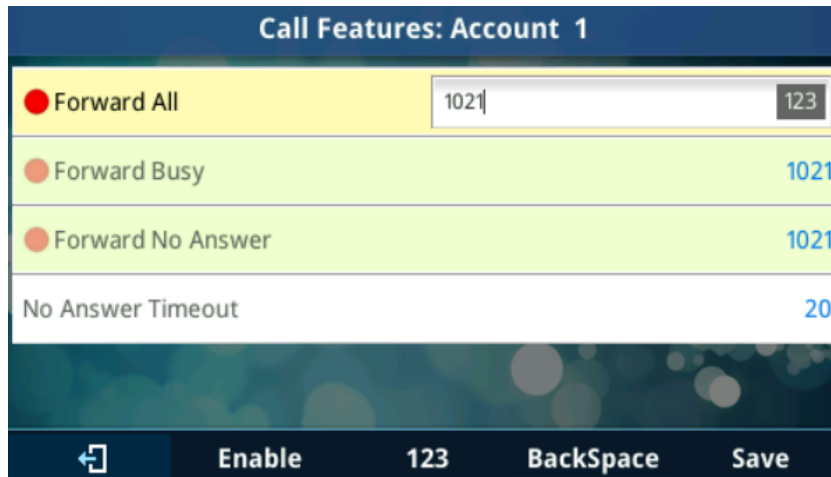 Call Features: Account 1
Forward All 1021 123
Forward Busy 1021
Forward No Answer 1021
No Answer Timeout 20
Enable 123 BackSpace Save